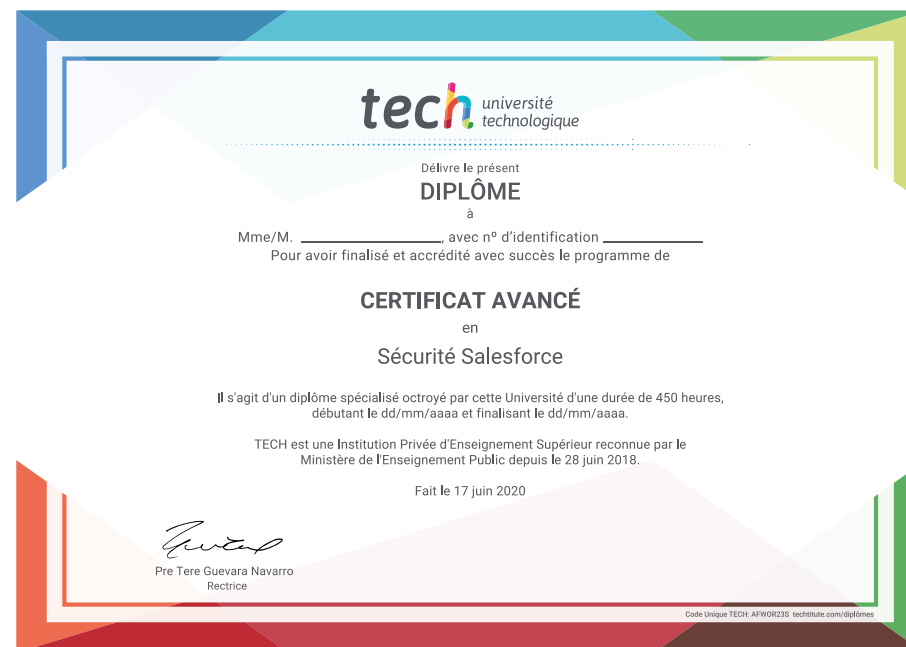 tech université
technologique
Délivre le présent
DIPLÔME
à
Mme/M. ____________________, avec nº d'identification ______________
Pour avoir finalisé et accrédité avec succès le programme de
CERTIFICAT AVANCÉ
en
Sécurité Salesforce
Il s'agit d'un diplôme spécialisé octroyé par cette Université d'une durée de 450 heures,
débutant le dd/mm/aaaa et finalisant le dd/mm/aaaa.
TECH est une Institution Privée d'Enseignement Supérieur reconnue par le
Ministère de l'Enseignement Public depuis le 28 juin 2018.
Fait le 17 juin 2020
Pre Tere Guevara Navarro
Rectrice
Code Unique TECH: AFWOR23S techtitute.com/diplômes